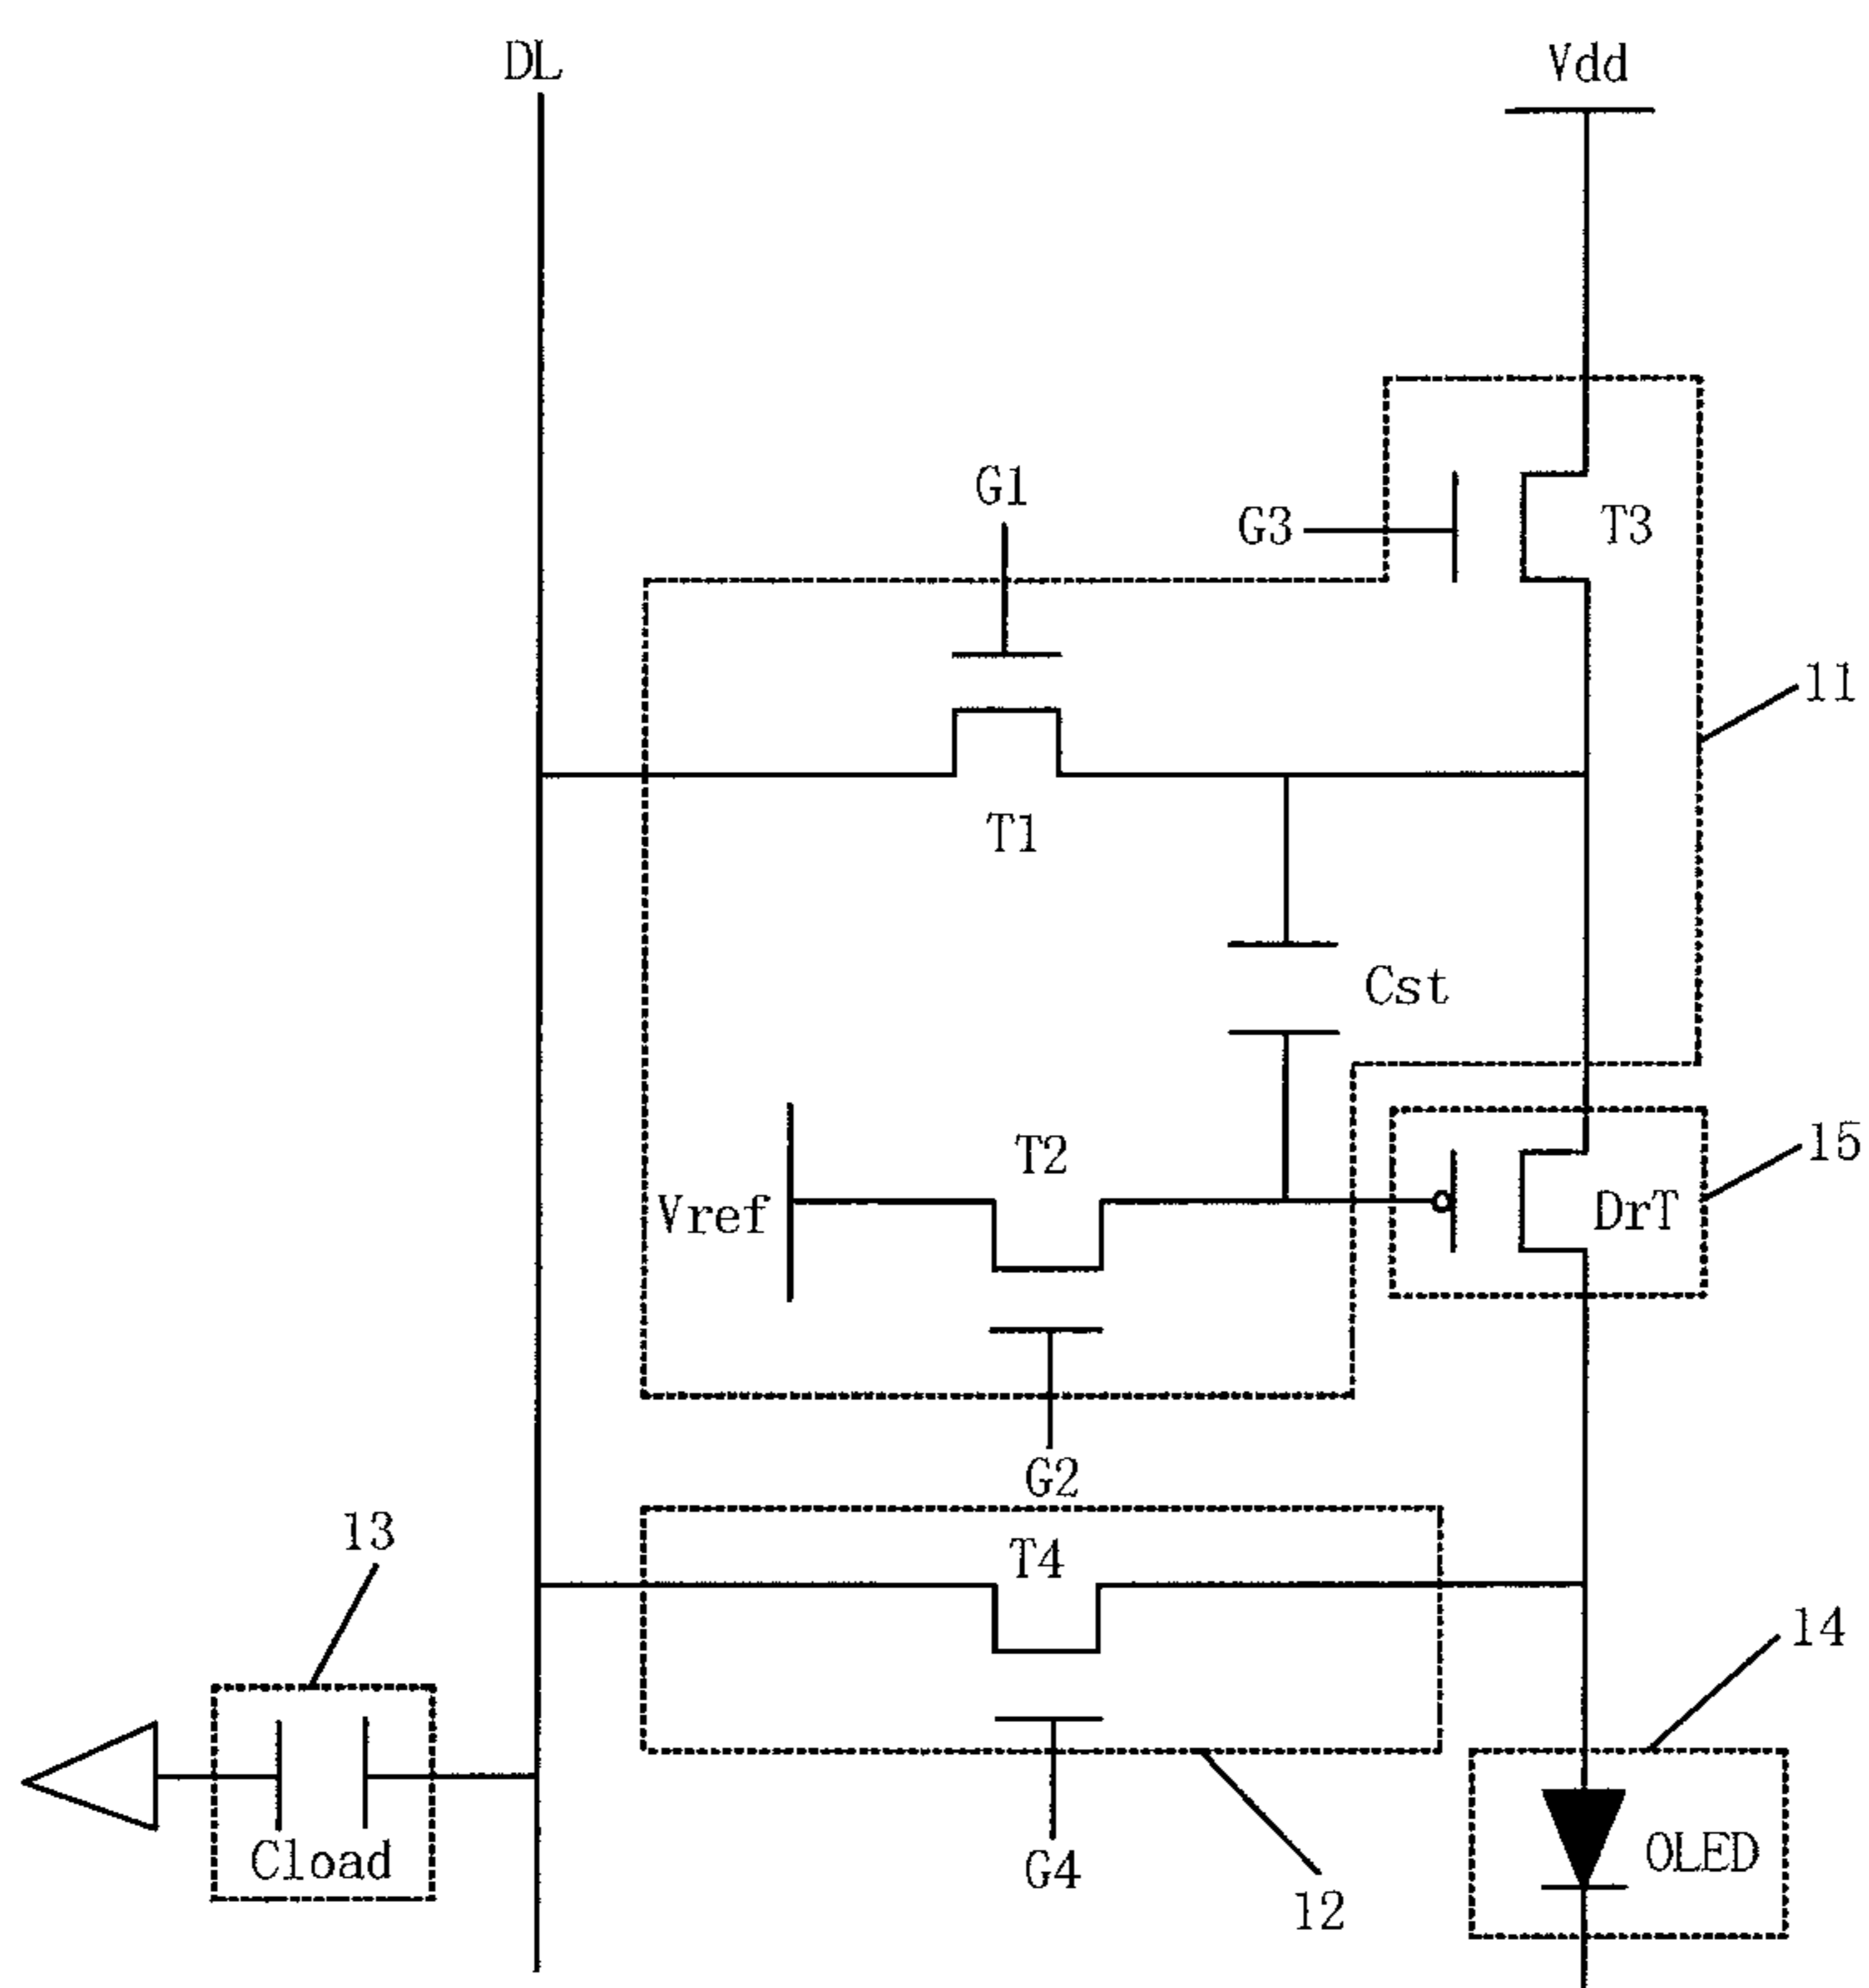 DL
Vdd
G1
G3
T3
11
T1
Cst
T2
15
Vref
DrT
G2
13
T4
14
Cload
G4
OLED
12